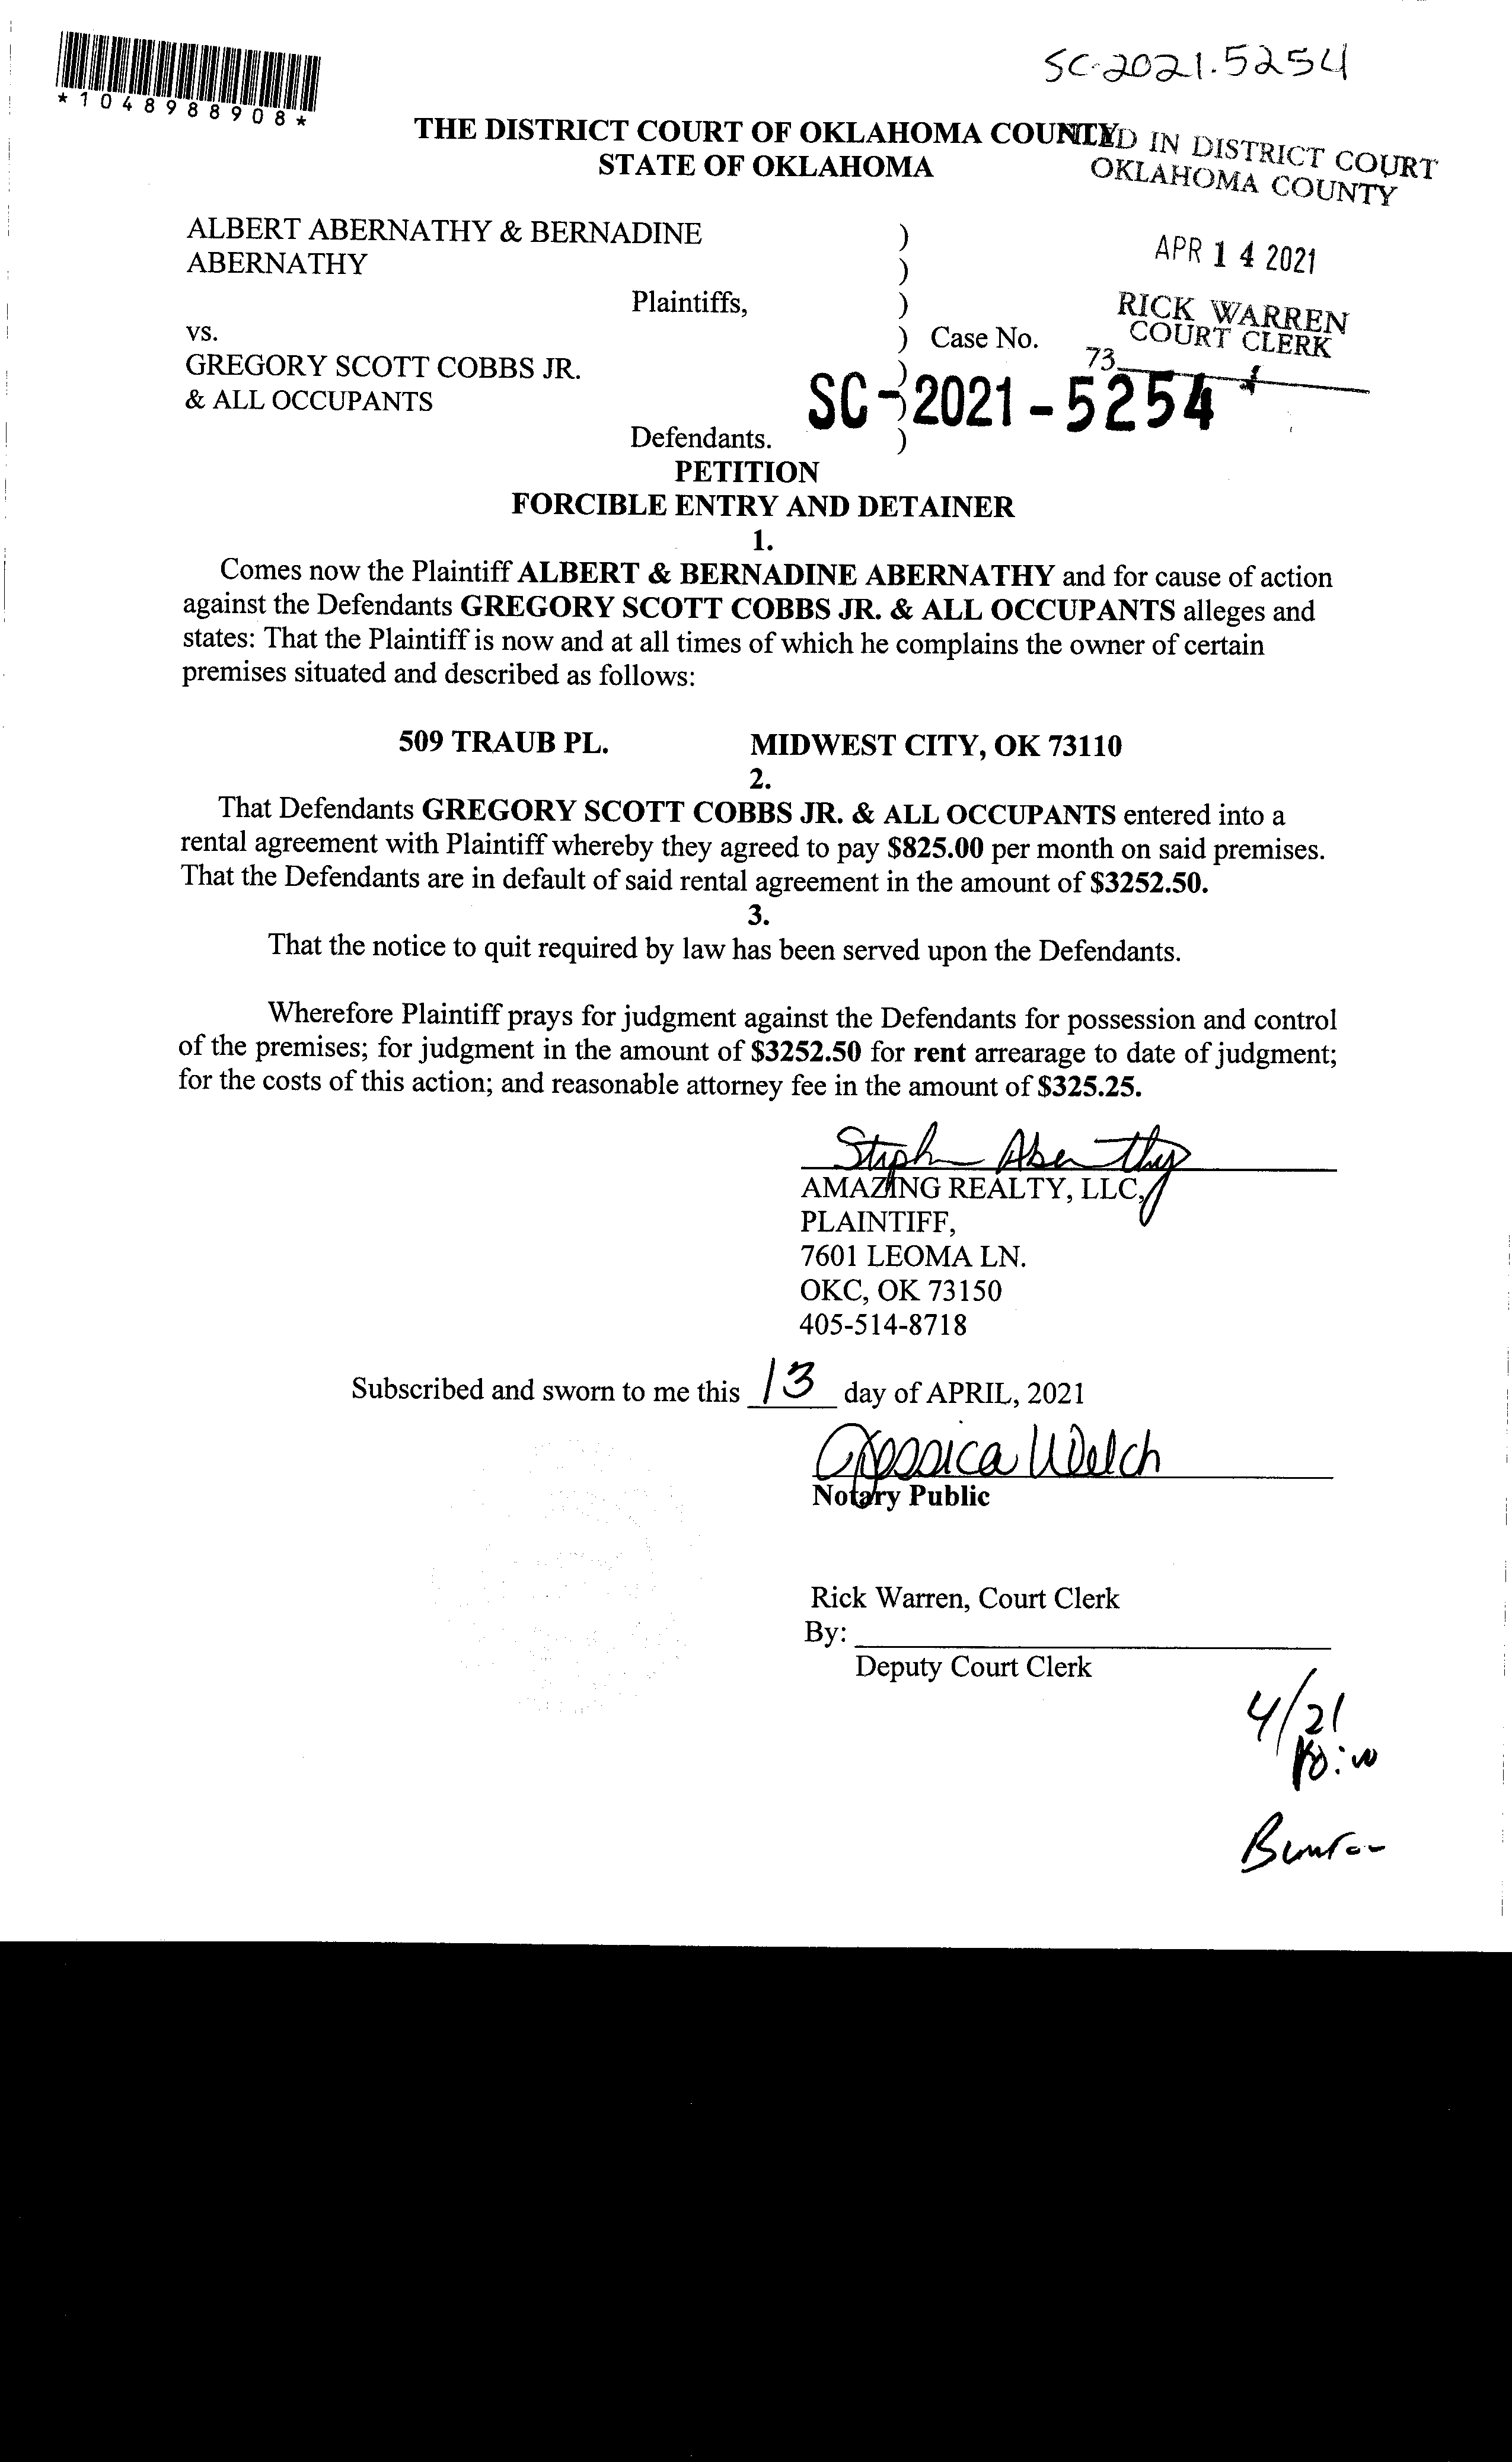 SC-2021-5254
*1048988908*
THE DISTRICT COURT OF OKLAHOMA COUNTY
STATE OF OKLAHOMA
D IN DISTRICT COURT
OKLAHOMA COUNTY
ALBERT ABERNATHY & BERNADINE )
ABERNATHY )
APR 14 2021
Plaintiffs, )
RICK WARREN
COURT CLERK
vs. ) Case No.
73
GREGORY SCOTT COBBS JR. )
& ALL OCCUPANTS )
SC-2021-5254
Defendants. )
PETITION
FORCIBLE ENTRY AND DETAINER
1.
Comes now the Plaintiff ALBERT & BERNADINE ABERNATHY and for cause of action
against the Defendants GREGORY SCOTT COBBS JR. & ALL OCCUPANTS alleges and
states: That the Plaintiff is now and at all times of which he complains the owner of certain
premises situated and described as follows:
509 TRAUB PL. MIDWEST CITY, OK 73110
2.
That Defendants GREGORY SCOTT COBBS JR. & ALL OCCUPANTS entered into a
rental agreement with Plaintiff whereby they agreed to pay $825.00 per month on said premises.
That the Defendants are in default of said rental agreement in the amount of $3252.50.
3.
That the notice to quit required by law has been served upon the Defendants.
Wherefore Plaintiff prays for judgment against the Defendants for possession and control
of the premises; for judgment in the amount of $3252.50 for rent arrearage to date of judgment;
for the costs of this action; and reasonable attorney fee in the amount of $325.25.
AMAZING REALTY, LLC,
PLAINTIFF,
7601 LEOMA LN.
OKC, OK 73150
405-514-8718
Subscribed and sworn to me this 13 day of APRIL, 2021
Jessica Welch
Notary Public
Rick Warren, Court Clerk
By:
Deputy Court Clerk
4/21